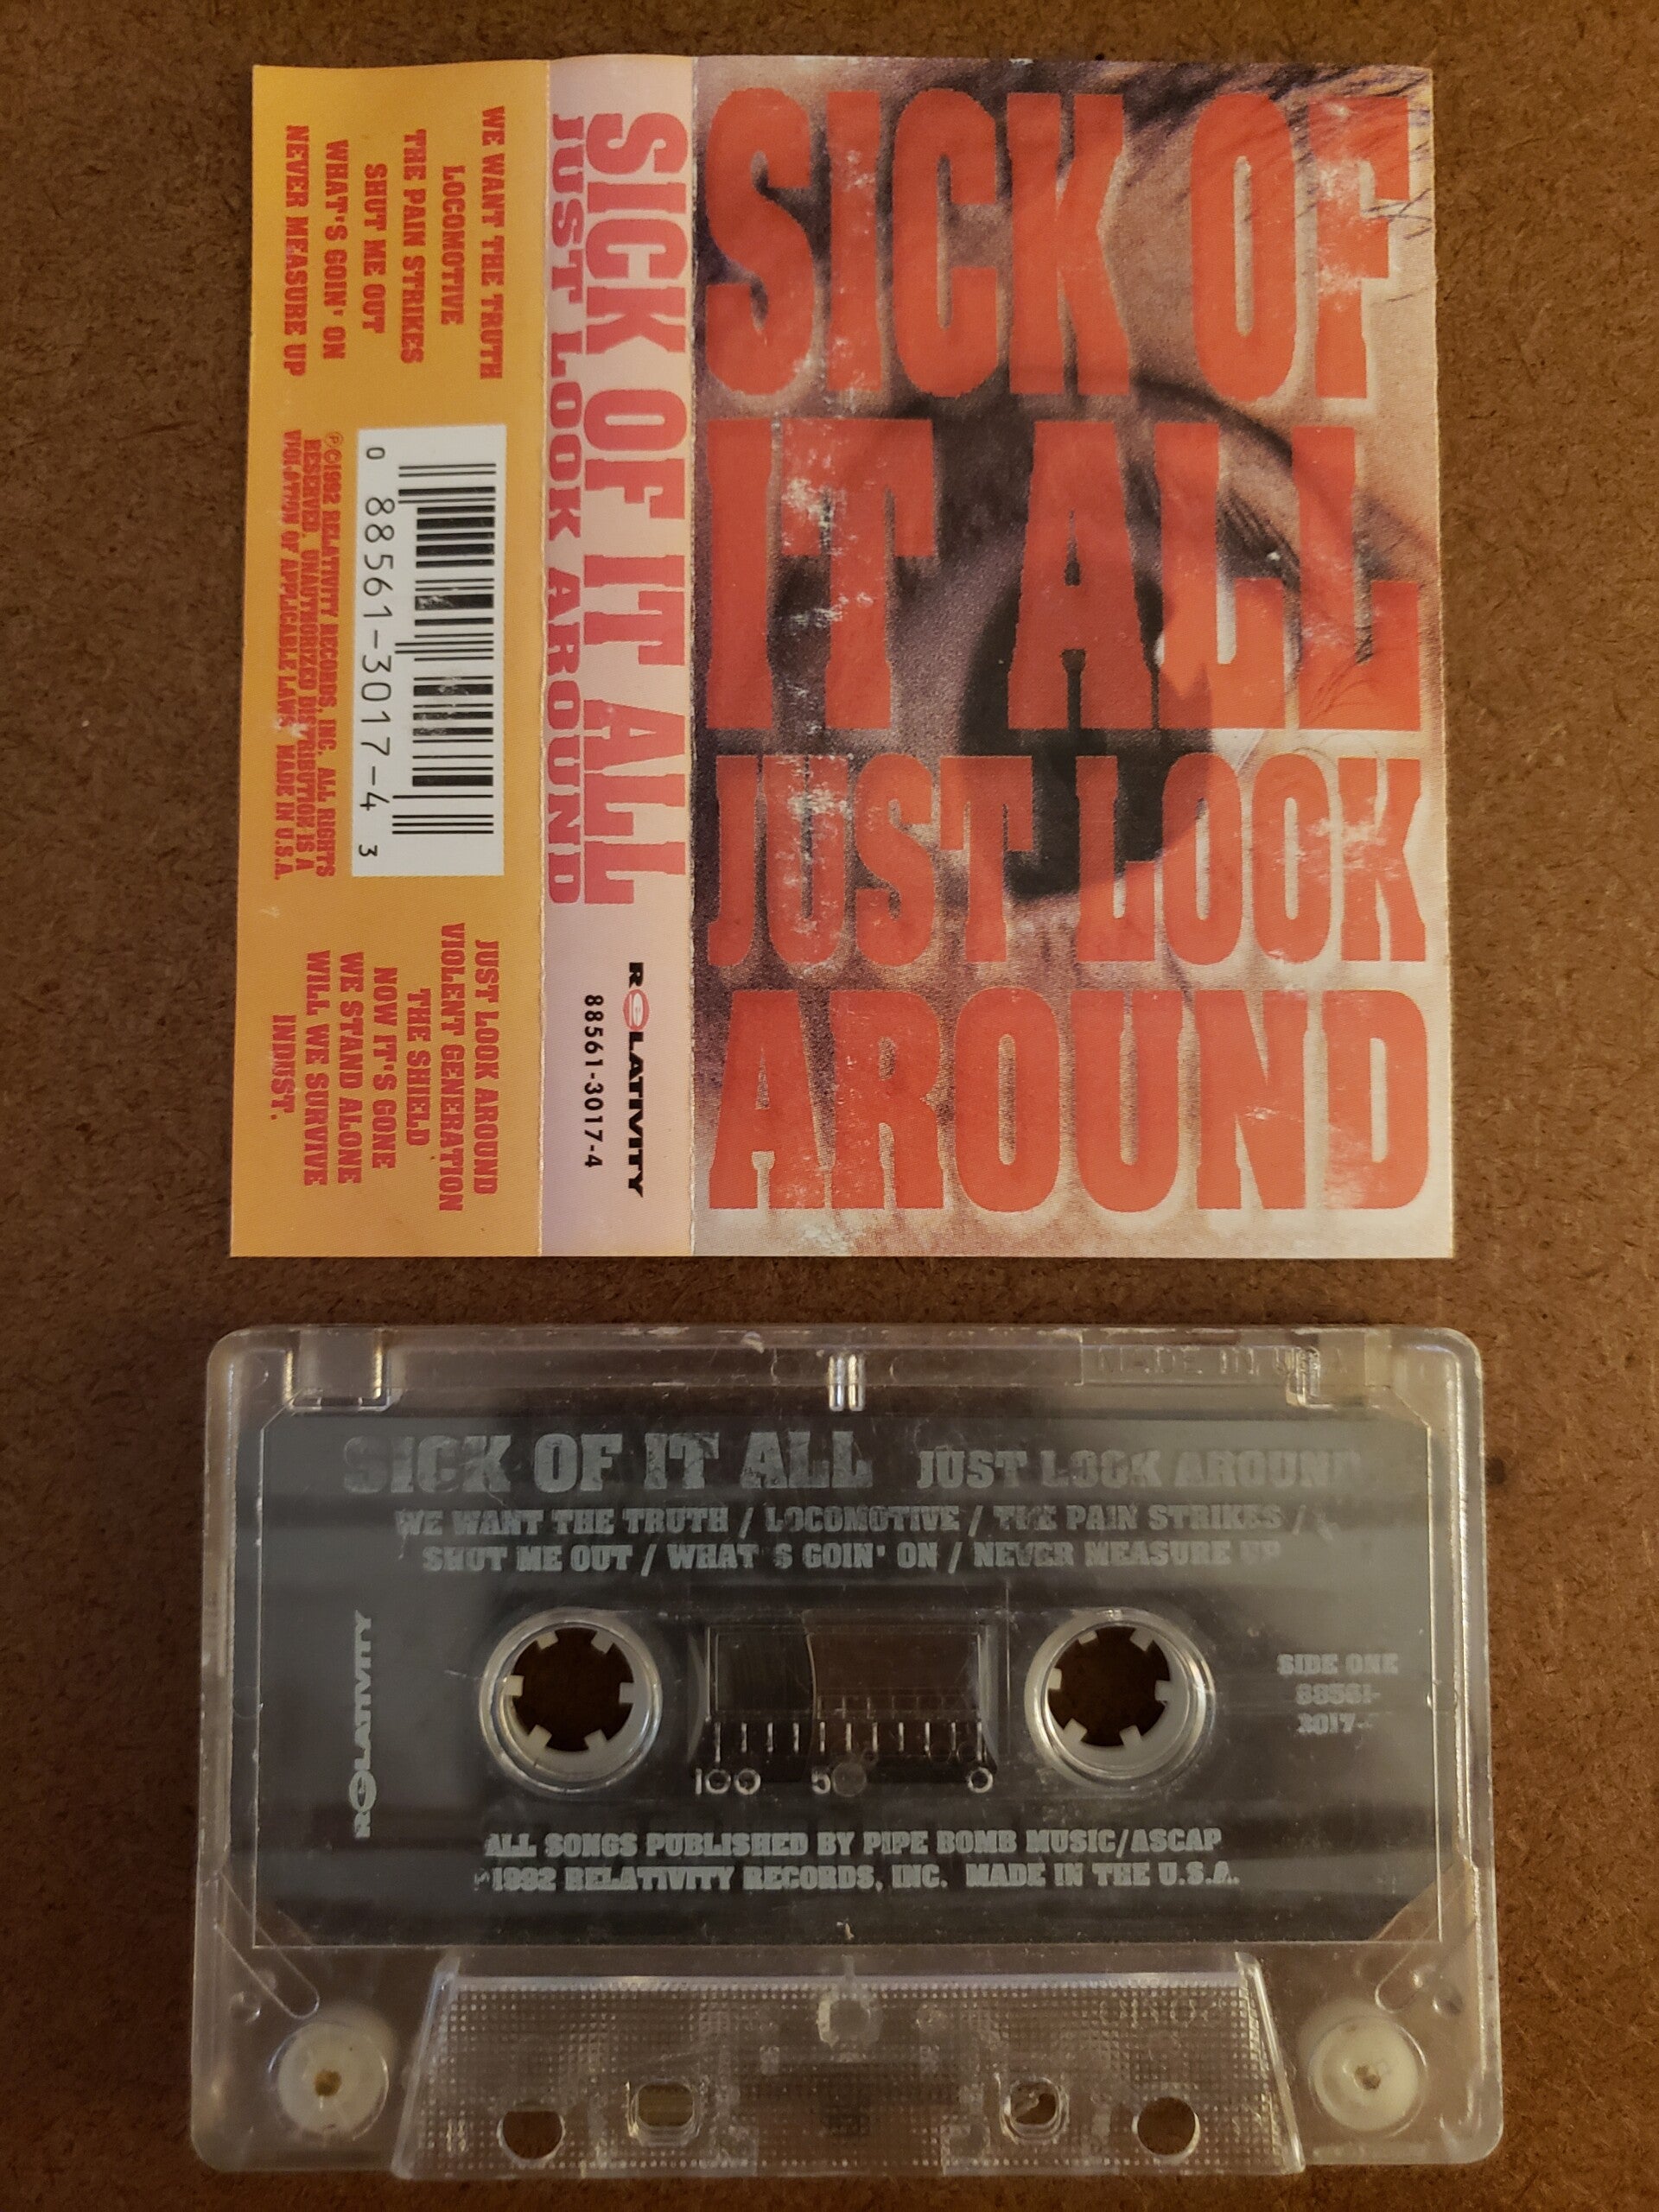 SICK OF
IT ALL
JUST LOOK
AROUND
SICK OF IT ALL
JUST LOOK AROUND
RELATIVITY
88561-3017-4
WE WANT THE TRUTH
LOCOMOTIVE
THE PAIN STRIKES
SHUT ME OUT
WHAT'S GOIN' ON
NEVER MEASURE UP
0 88561-3017-4 3
℗©1992 RELATIVITY RECORDS, INC. ALL RIGHTS
RESERVED. UNAUTHORIZED DISTRIBUTION IS A
VIOLATION OF APPLICABLE LAWS. MADE IN U.S.A.
JUST LOOK AROUND
VIOLENT GENERATION
THE SHIELD
NOW IT'S GONE
WE STAND ALONE
WILL WE SURVIVE
INDUST.
MADE IN USA
SICK OF IT ALL JUST LOOK AROUND
WE WANT THE TRUTH / LOCOMOTIVE / THE PAIN STRIKES /
SHUT ME OUT / WHAT'S GOIN' ON / NEVER MEASURE UP
RELATIVITY
SIDE ONE
88561-
3017-
100 50 0
ALL SONGS PUBLISHED BY PIPE BOMB MUSIC/ASCAP
℗1992 RELATIVITY RECORDS, INC. MADE IN THE U.S.A.